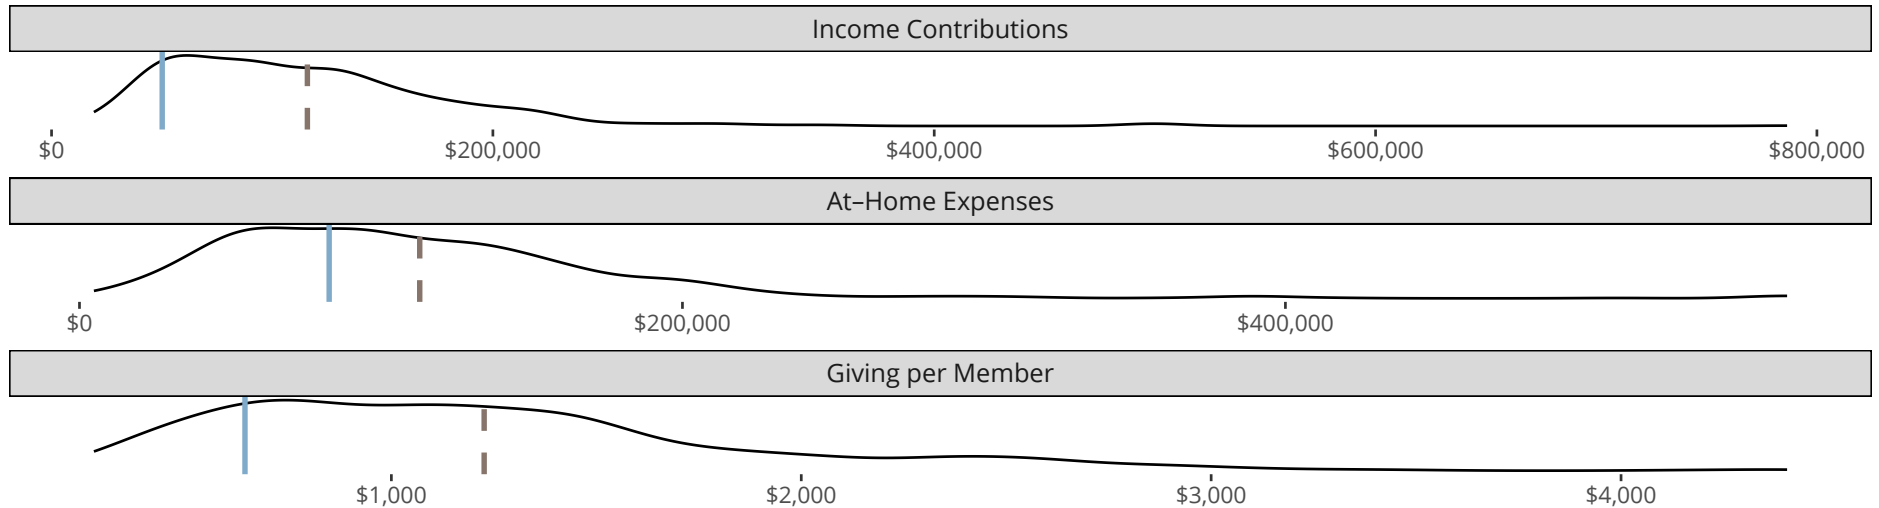 Income Contributions
$0 $200,000 $400,000 $600,000 $800,000
At–Home Expenses
$0 $200,000 $400,000
Giving per Member
$1,000 $2,000 $3,000 $4,000